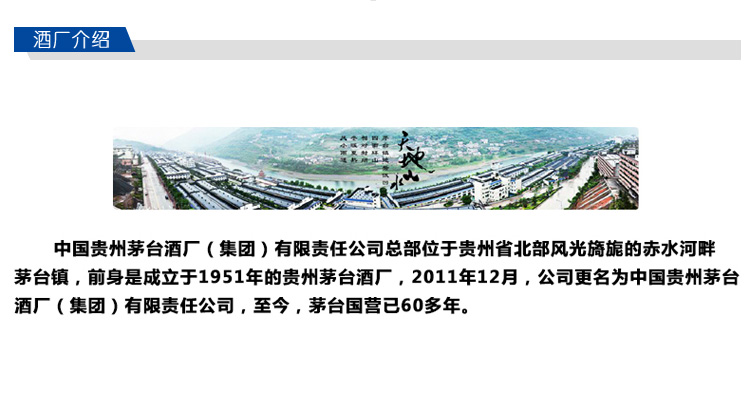 酒厂介绍
天地山水
中国贵州茅台酒厂（集团）有限责任公司总部位于贵州省北部风光旖旎的赤水河畔
茅台镇，前身是成立于1951年的贵州茅台酒厂，2011年12月，公司更名为中国贵州茅台
酒厂（集团）有限责任公司，至今，茅台国营已60多年。